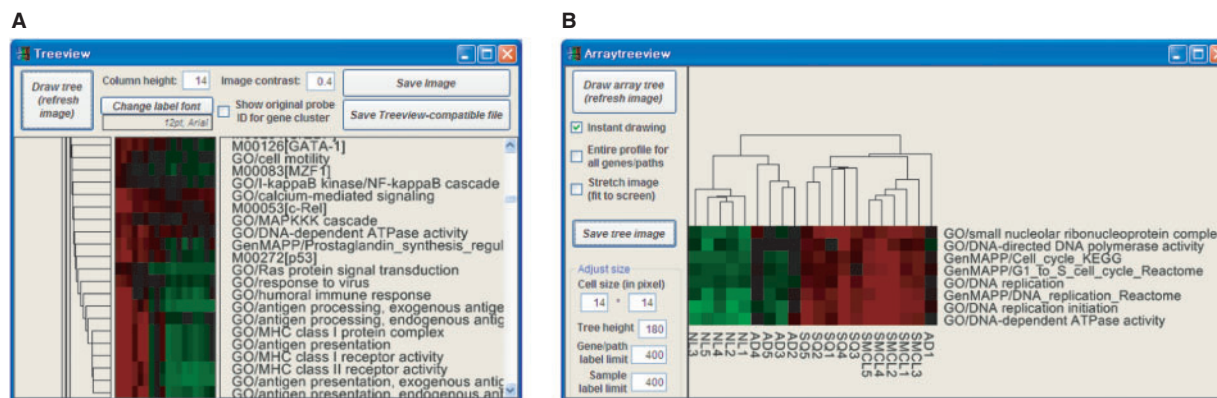 A
B
Treeview
Draw tree
(refresh
image)
Column height: 14
Image contrast: 0.4
Save Image
Change label font
12pt, Arial
Show original probe
ID for gene cluster
Save Treeview-compatible file
M00126[GATA-1]
GO/cell motility
M00083[MZF1]
GO/I-kappaB kinase/NF-kappaB cascade
GO/calcium-mediated signaling
M00053[c-Rel]
GO/MAPKKK cascade
GO/DNA-dependent ATPase activity
GenMAPP/Prostaglandin_synthesis_regul
M00272[p53]
GO/Ras protein signal transduction
GO/response to virus
GO/humoral immune response
GO/antigen processing, exogenous antige
GO/antigen processing, endogenous antig
GO/MHC class I protein complex
GO/antigen presentation
GO/MHC class I receptor activity
GO/MHC class II receptor activity
GO/antigen presentation, exogenous antig
GO/antigen presentation, endogenous ant
Arraytreeview
Draw array tree
(refresh image)
Instant drawing
Entire profile for
all genes/paths
Stretch image
(fit to screen)
Save tree image
Adjust size
Cell size (in pixel)
14 * 14
Tree height 180
Gene/path
label limit 400
Sample
label limit 400
GO/small nucleolar ribonucleoprotein comple
GO/DNA-directed DNA polymerase activity
GenMAPP/Cell_cycle_KEGG
GenMAPP/G1_to_S_cell_cycle_Reactome
GO/DNA replication
GenMAPP/DNA_replication_Reactome
GO/DNA replication initiation
GO/DNA-dependent ATPase activity
NL3
NL5
NL4
NL2
NL1
AD4
AD5
AD3
AD2
SQ5
SQ2
SQ1
SQ4
SQ3
SMCL5
SMCL4
SMCL2
SMCL1
SMCL3
AD1